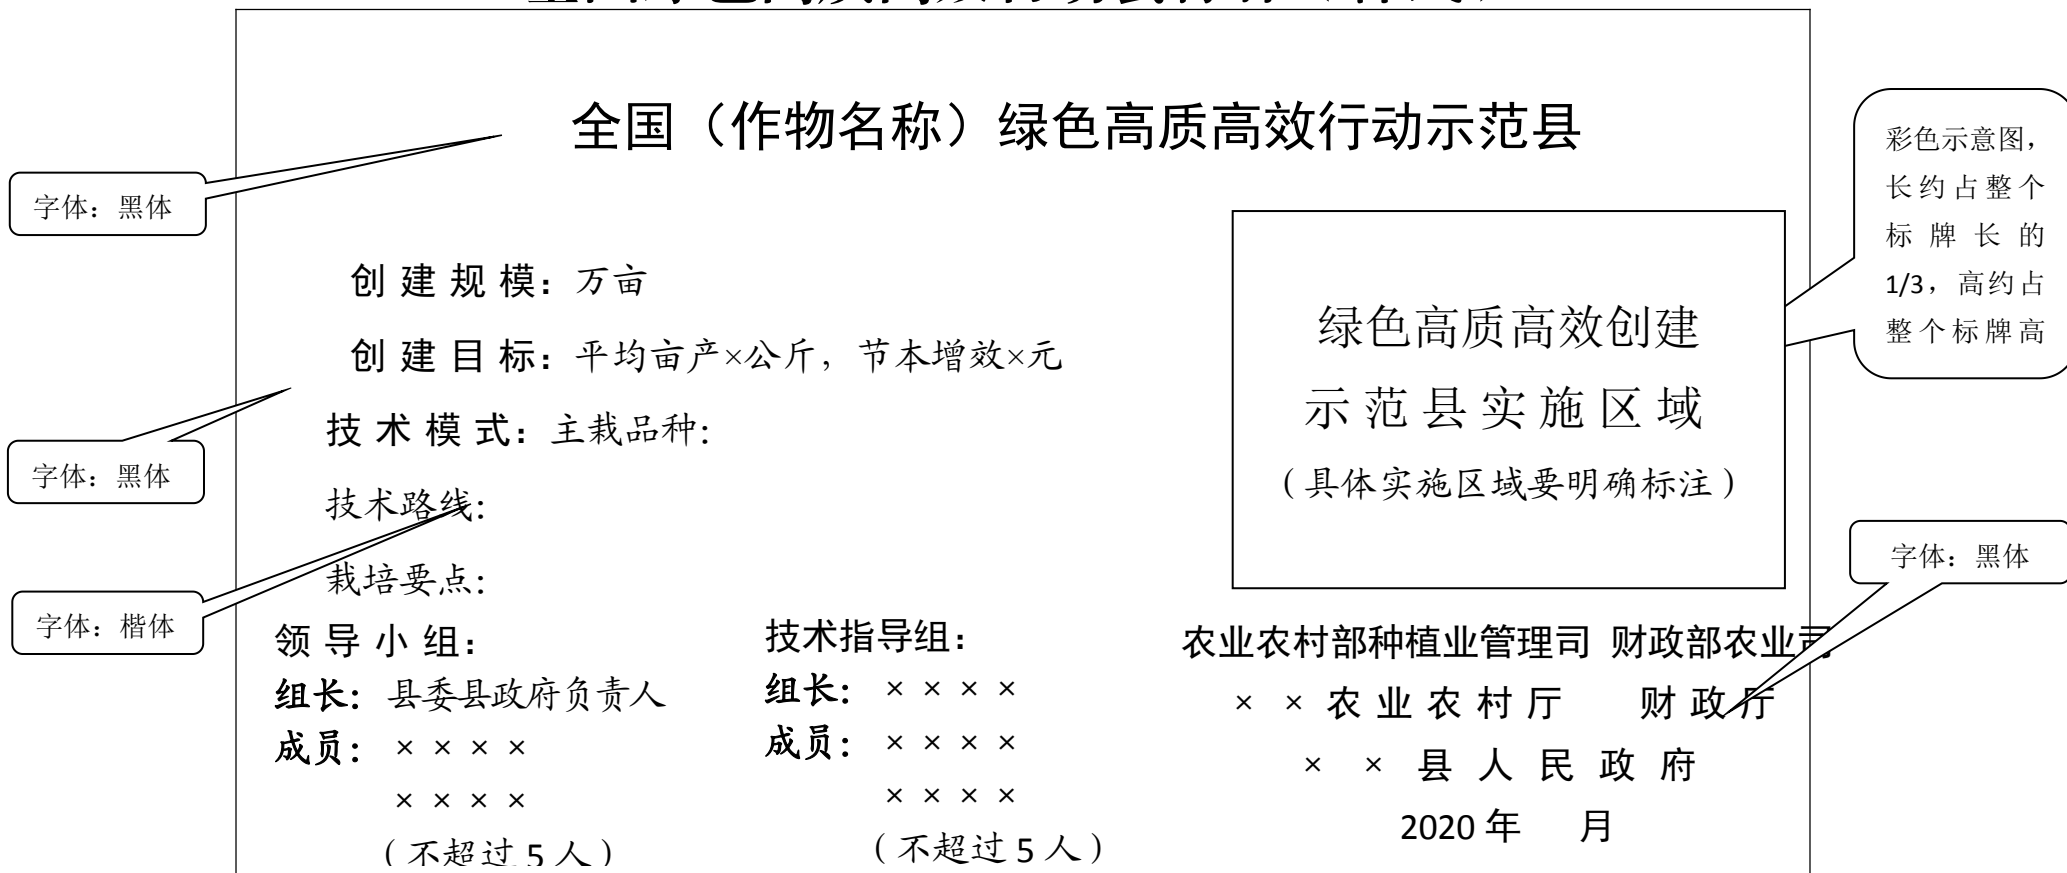 全国（作物名称）绿色高质高效行动示范县
字体：黑体
彩色示意图，
长约占整个
标牌长的
1/3，高约占
整个标牌高
创建规模：万亩
创建目标：平均亩产×公斤，节本增效×元
字体：黑体
技术模式：主栽品种：
技术路线：
栽培要点：
字体：楷体
绿色高质高效创建
示范县实施区域
（具体实施区域要明确标注）
字体：黑体
领导小组：
组长：县委县政府负责人
成员：××××
××××
（不超过5人）
技术指导组：
组长：××××
成员：××××
××××
（不超过5人）
农业农村部种植业管理司 财政部农业司
××农业农村厅 财政厅
××县人民政府
2020年 月